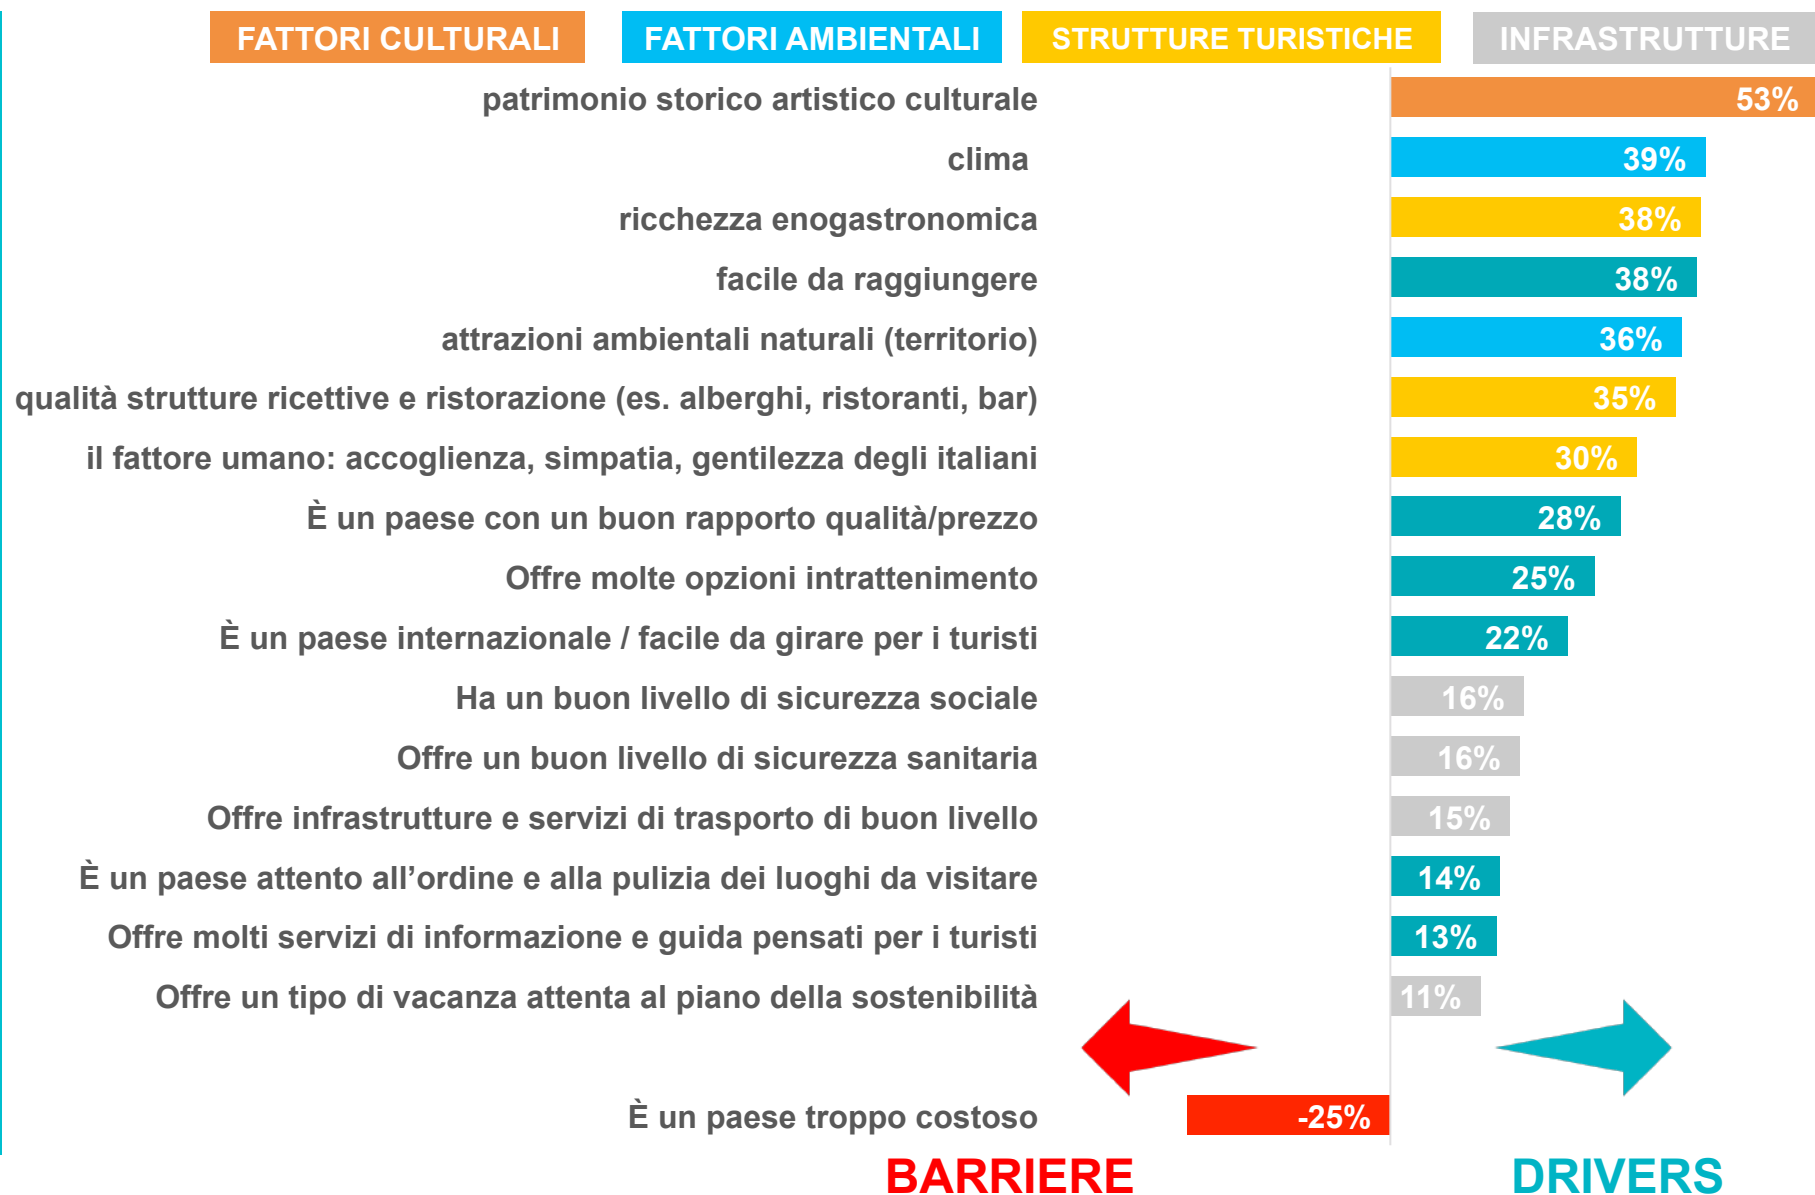 FATTORI CULTURALI FATTORI AMBIENTALI STRUTTURE TURISTICHE INFRASTRUTTURE
patrimonio storico artistico culturale 53%
clima 39%
ricchezza enogastronomica 38%
facile da raggiungere 38%
attrazioni ambientali naturali (territorio) 36%
qualità strutture ricettive e ristorazione (es. alberghi, ristoranti, bar) 35%
il fattore umano: accoglienza, simpatia, gentilezza degli italiani 30%
È un paese con un buon rapporto qualità/prezzo 28%
Offre molte opzioni intrattenimento 25%
È un paese internazionale / facile da girare per i turisti 22%
Ha un buon livello di sicurezza sociale 16%
Offre un buon livello di sicurezza sanitaria 16%
Offre infrastrutture e servizi di trasporto di buon livello 15%
È un paese attento all’ordine e alla pulizia dei luoghi da visitare 14%
Offre molti servizi di informazione e guida pensati per i turisti 13%
Offre un tipo di vacanza attenta al piano della sostenibilità 11%
È un paese troppo costoso -25%
BARRIERE DRIVERS